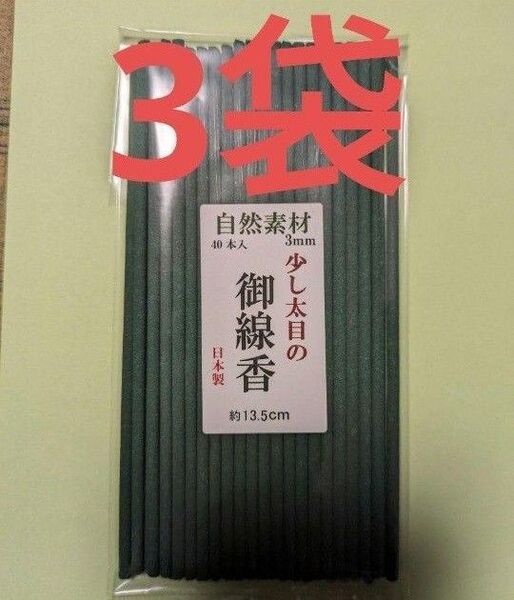 3袋
自然素材
40本入 3mm
少し太目の
御線香
日本製
約13.5cm